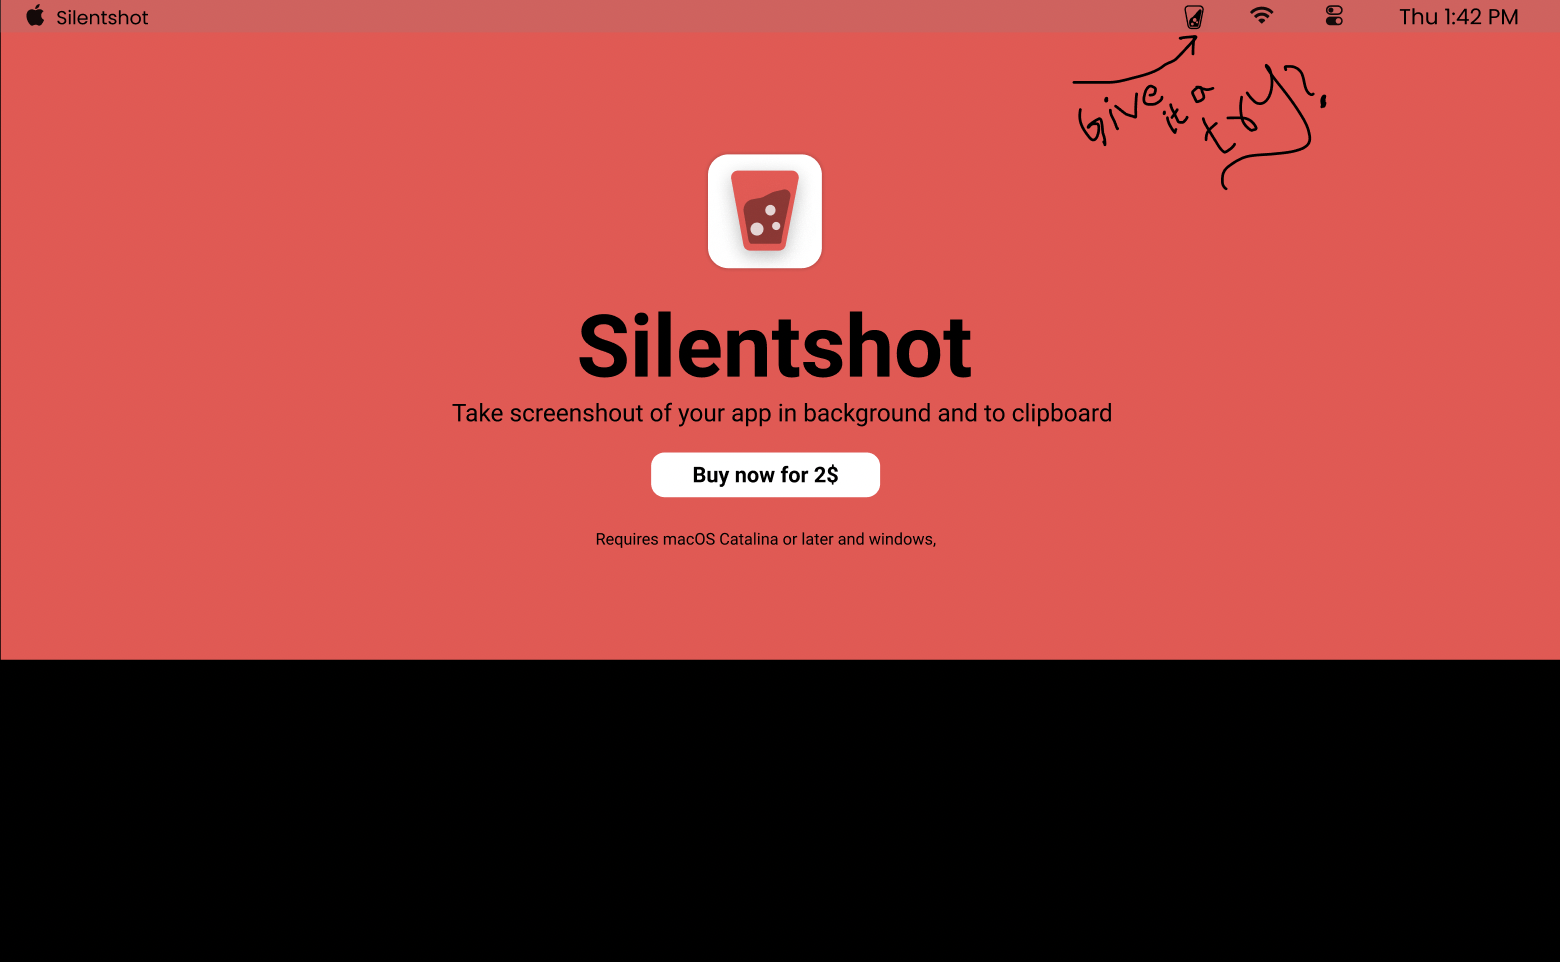 Silentshot
Thu 1:42 PM
Give it a try?
Silentshot
Take screenshout of your app in background and to clipboard
Buy now for 2$
Requires macOS Catalina or later and windows,